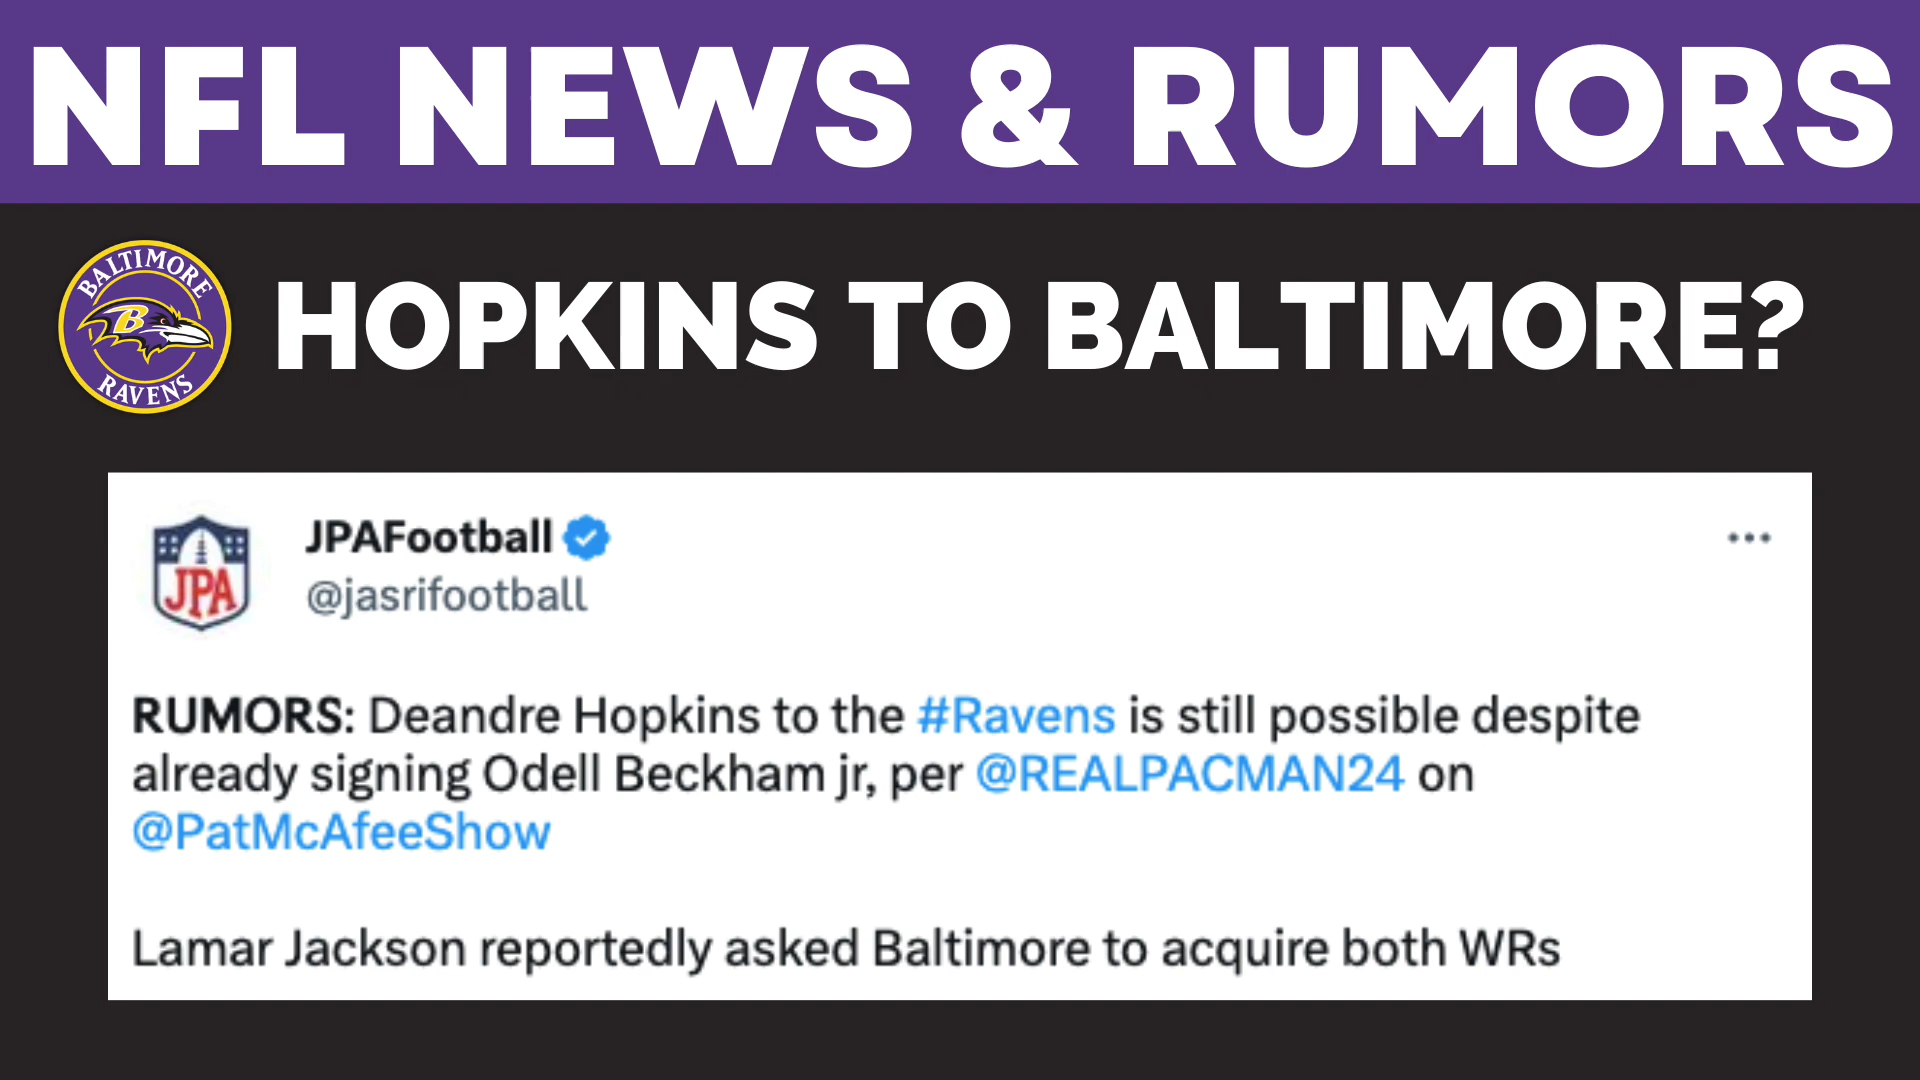 NFL NEWS & RUMORS
BALTIMORE
B
RAVENS
HOPKINS TO BALTIMORE?
JPA
JPAFootball
@jasrifootball
RUMORS: Deandre Hopkins to the #Ravens is still possible despite
already signing Odell Beckham jr, per @REALPACMAN24 on
@PatMcAfeeShow
Lamar Jackson reportedly asked Baltimore to acquire both WRs